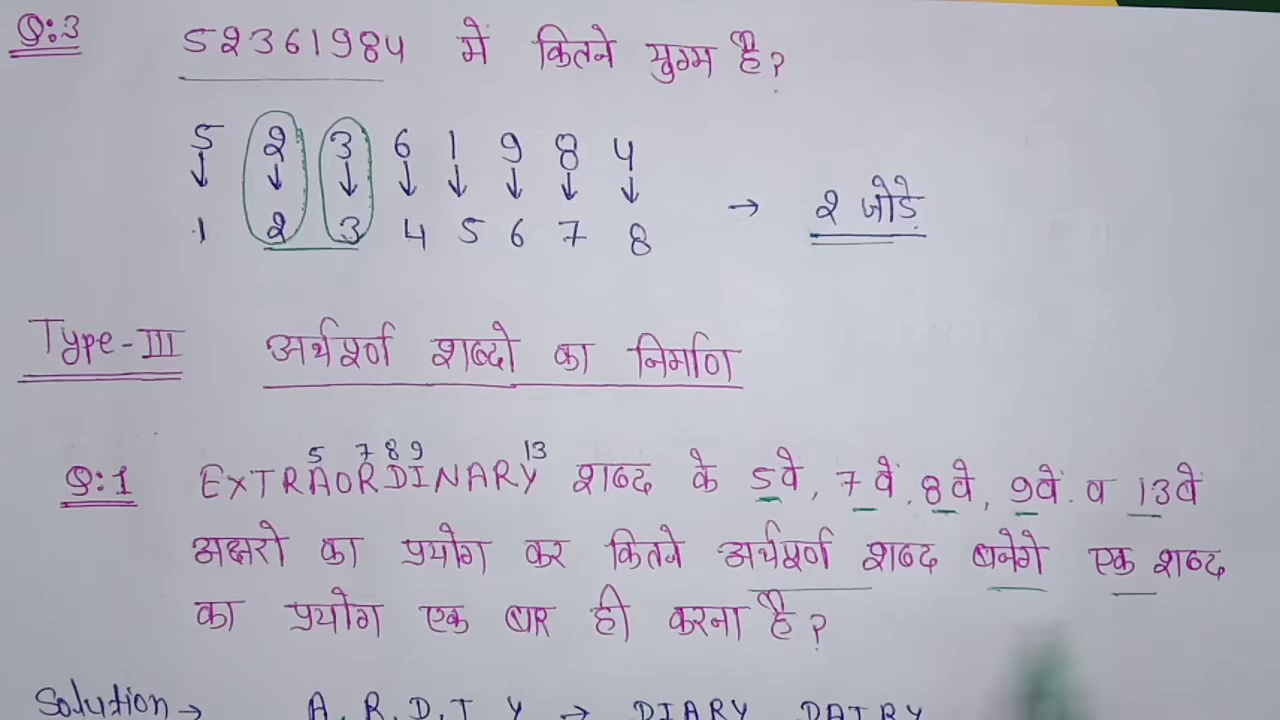 Q:3 52361984 में कितने युग्म है?
5 2 3 6 1 9 8 4
↓ ↓ ↓ ↓ ↓ ↓ ↓ ↓ → 2 जोडे
1 2 3 4 5 6 7 8
Type-III अर्थपूर्ण शब्दो का निर्माण
5 7 8 9 13
Q:1 EXTRAORDINARY शब्द के 5वे, 7वें, 8वे, 9वें. व 13वें
अक्षरो का प्रयोग कर कितने अर्थपूर्ण शब्द बनेगे एक शब्द
का प्रयोग एक बार ही करना है?
Solution → A, R, D, I Y → DIARY DAIRY